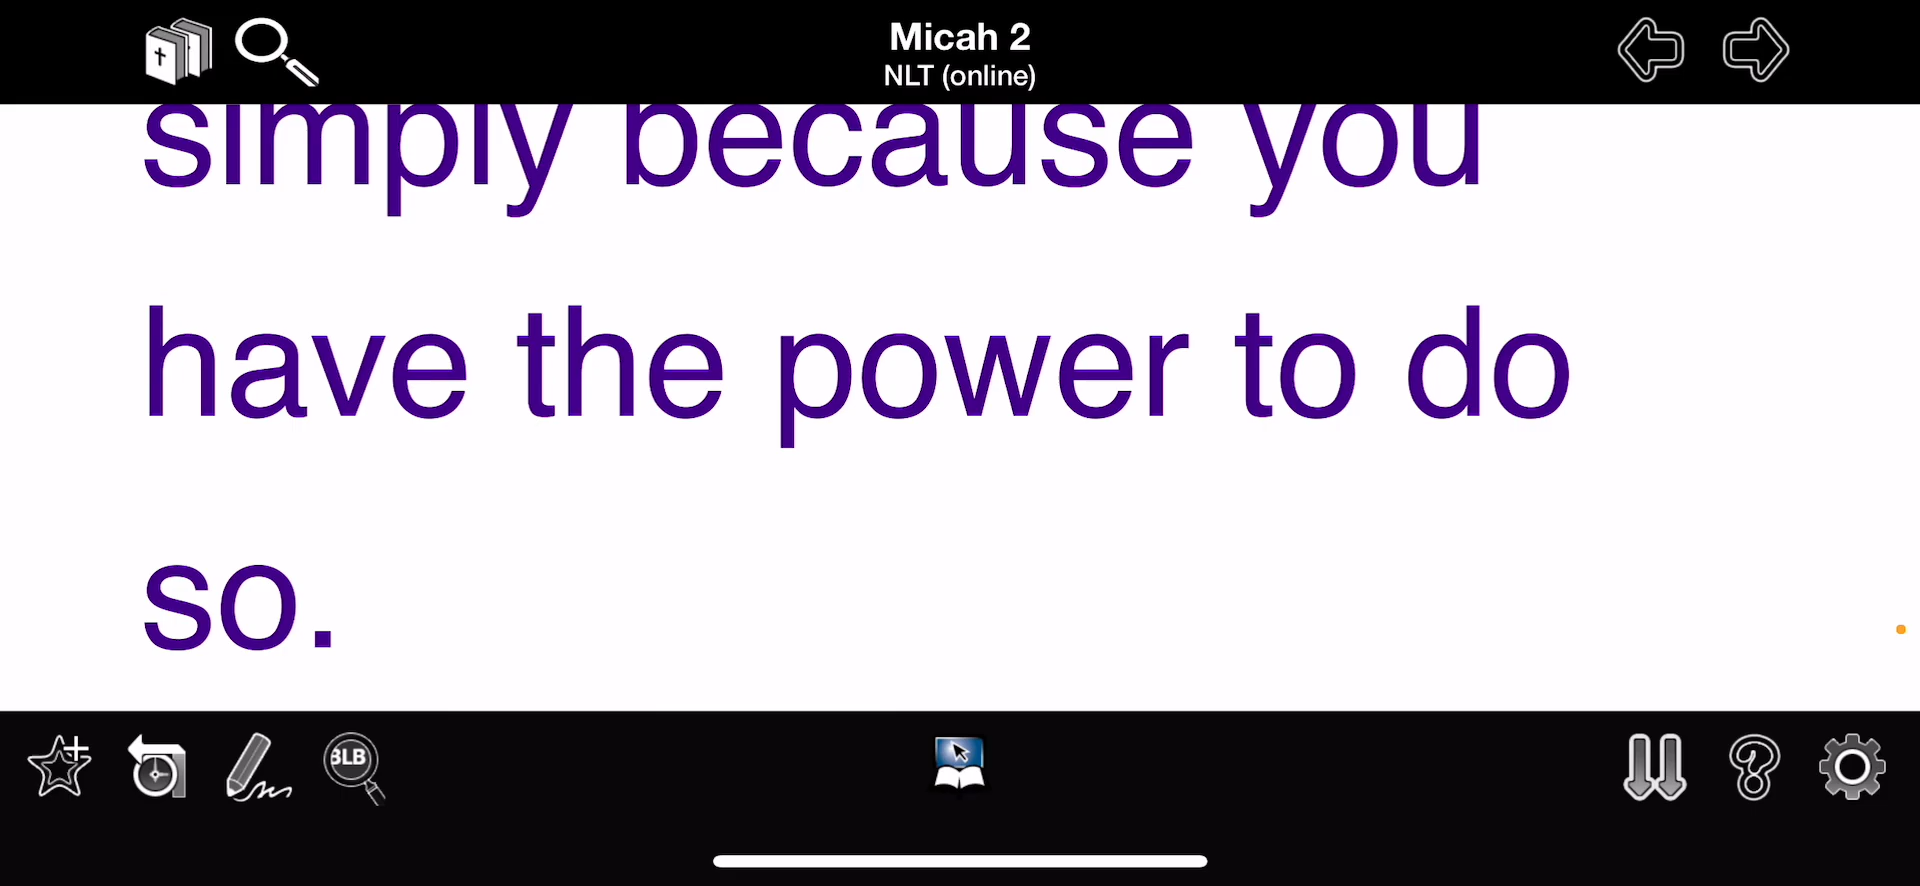 Micah 2
NLT (online)
simply because you
have the power to do
so.
BLB